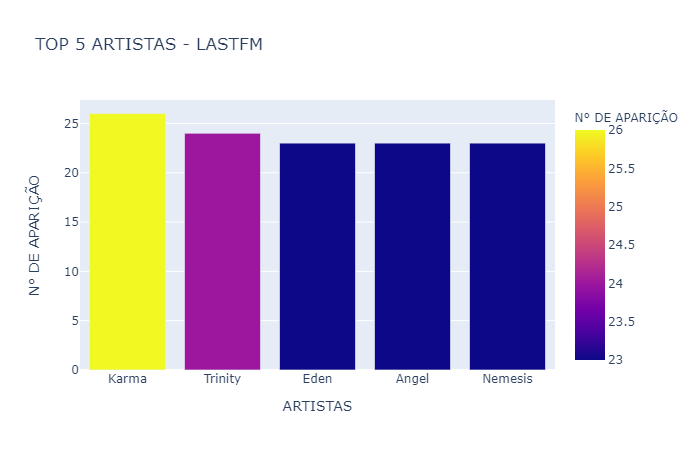 TOP 5 ARTISTAS - LASTFM
N° DE APARIÇÃO
25
20
15
10
5
0
Karma Trinity Eden Angel Nemesis
ARTISTAS
N° DE APARIÇÃO
26
25.5
25
24.5
24
23.5
23